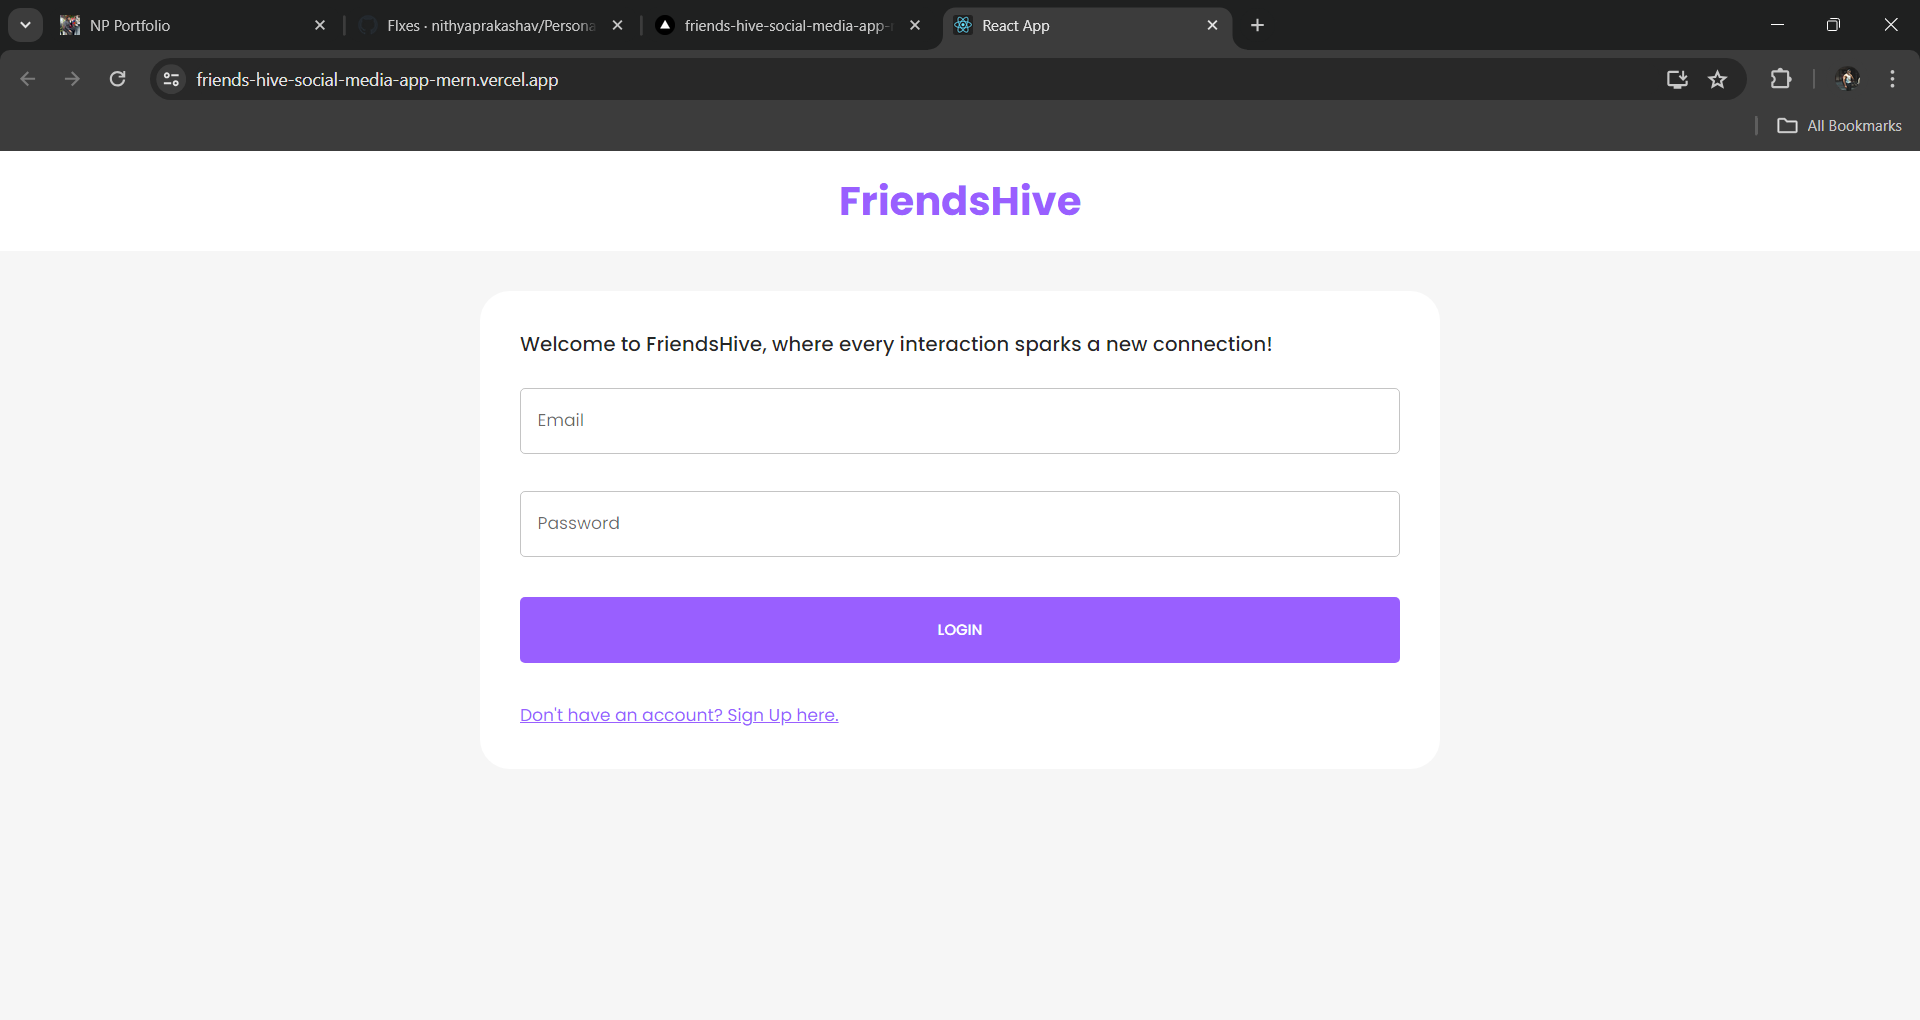 NP Portfolio
FIxes · nithyaprakashav/Persona
friends-hive-social-media-app-
React App
friends-hive-social-media-app-mern.vercel.app
All Bookmarks
FriendsHive
Welcome to FriendsHive, where every interaction sparks a new connection!
Email
Password
LOGIN
Don't have an account? Sign Up here.